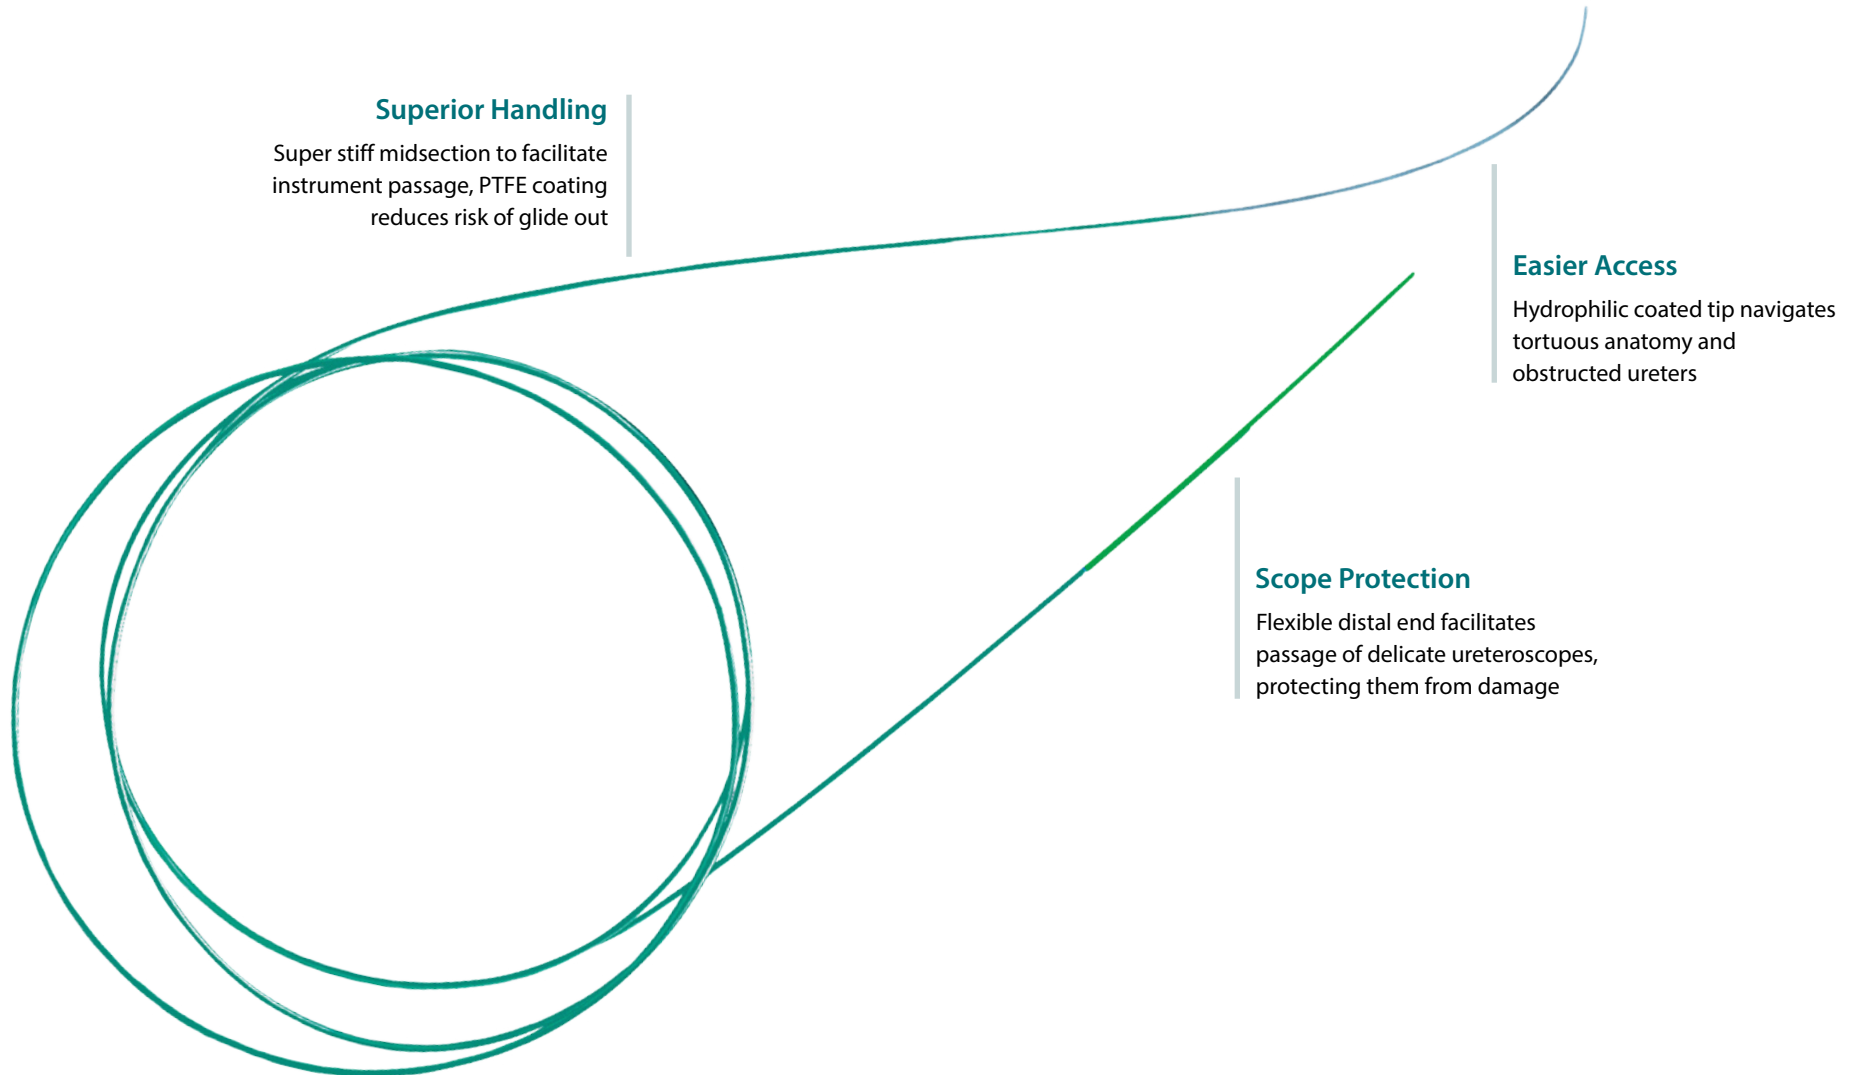 Superior Handling
Super stiff midsection to facilitate
instrument passage, PTFE coating
reduces risk of glide out
Easier Access
Hydrophilic coated tip navigates
tortuous anatomy and
obstructed ureters
Scope Protection
Flexible distal end facilitates
passage of delicate ureteroscopes,
protecting them from damage